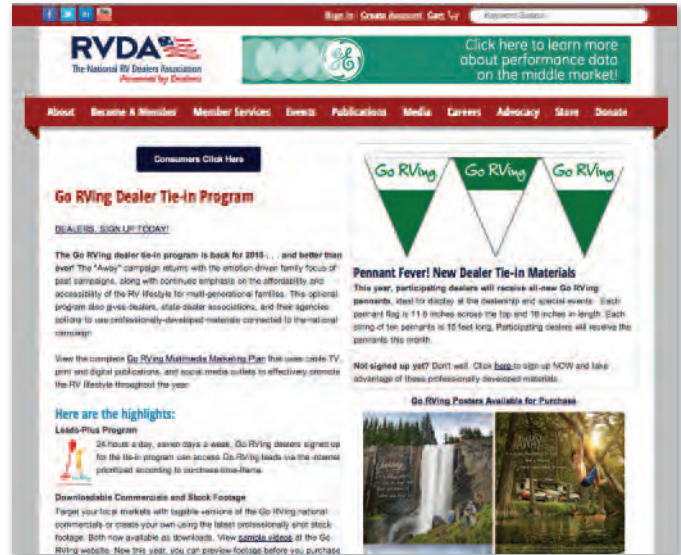 Sign In | Create Account Cart
Keyword Search
RVDA
The National RV Dealers Association
Powered by Dealers
GE
Click here to learn more
about performance data
on the middle market!
About Become A Member Member Services Events Publications Media Careers Advocacy Store Donate
Consumers Click Here
Go RVing Dealer Tie-In Program
DEALERS, SIGN UP TODAY!
The Go RVing dealer tie-in program is back for 2015 . . . and better than
ever! The "Away" campaign returns with the emotion driven family focus of
past campaigns, along with continued emphasis on the affordability and
accessibility of the RV lifestyle for multi-generational families. This optional
program also gives dealers, state dealer associations, and their agencies
options to use professionally-developed materials connected to the national
campaign.
View the complete Go RVing Multimedia Marketing Plan that uses cable TV,
print and digital publications, and social media outlets to effectively promote
the RV lifestyle throughout the year.
Here are the highlights:
Leads-Plus Program
24 hours a day, seven days a week, Go RVing dealers signed up
for the tie-in program can access Go RVing leads via the internet
prioritized according to purchase time-frame.
Downloadable Commercials and Stock Footage
Target your local markets with tagable versions of the Go RVing national
commercials or create your own using the latest professionally shot stock
footage. Both now available as downloads. View sample videos at the Go
RVing website. New this year, you can preview footage before you purchase
Go RVing Go RVing Go RVing
Pennant Fever! New Dealer Tie-in Materials
This year, participating dealers will receive all-new Go RVing
pennants, ideal for display at the dealership and special events. Each
pennant flag is 11.5 inches across the top and 18 inches in length. Each
string of ten pennants is 15 feet long. Participating dealers will receive the
pennants this month.
Not signed up yet? Don't wait. Click here to sign up NOW and take
advantage of these professionally developed materials.
Go RVing Posters Available for Purchase
AWAY